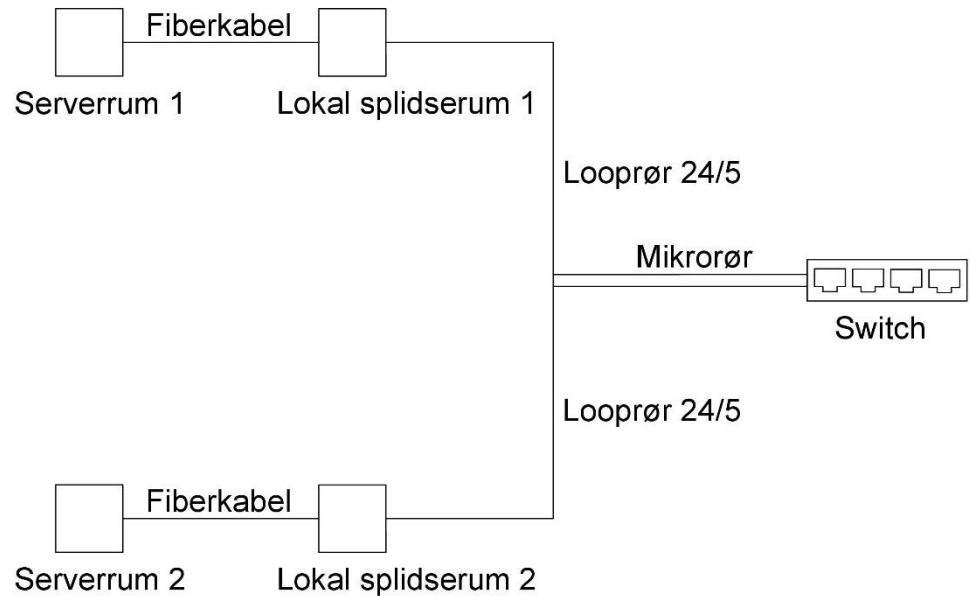 Fiberkabel
Serverrum 1
Lokal splidserum 1
Looprør 24/5
Mikrorør
Switch
Looprør 24/5
Fiberkabel
Serverrum 2
Lokal splidserum 2